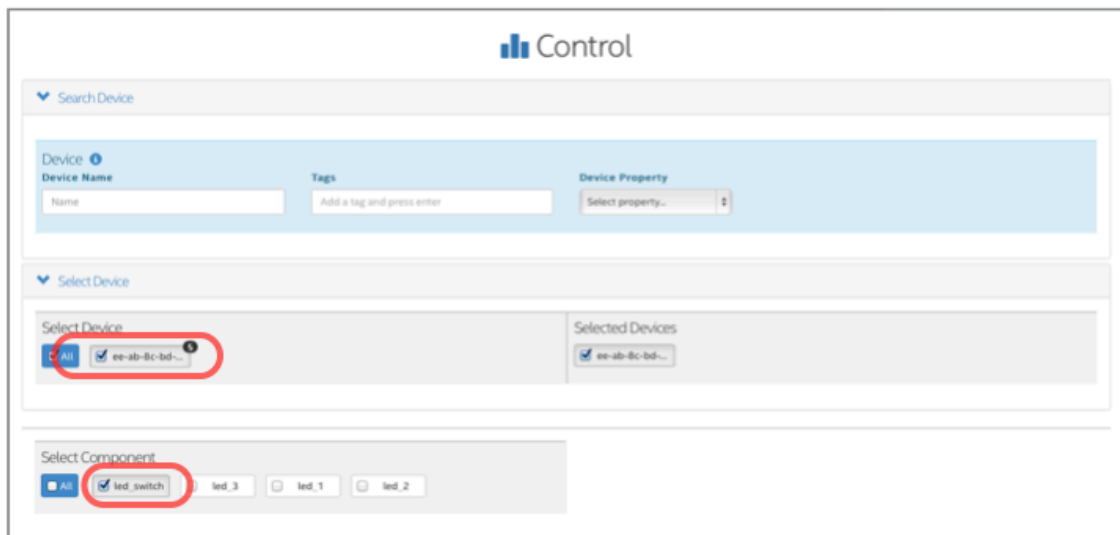 Control
Search Device
Device
Device Name Tags Device Property
Name Add a tag and press enter Select property...
Select Device
Select Device Selected Devices
All ee-ab-8c-bd-... 5 ee-ab-8c-bd-...
Select Component
All led_switch led_3 led_1 led_2